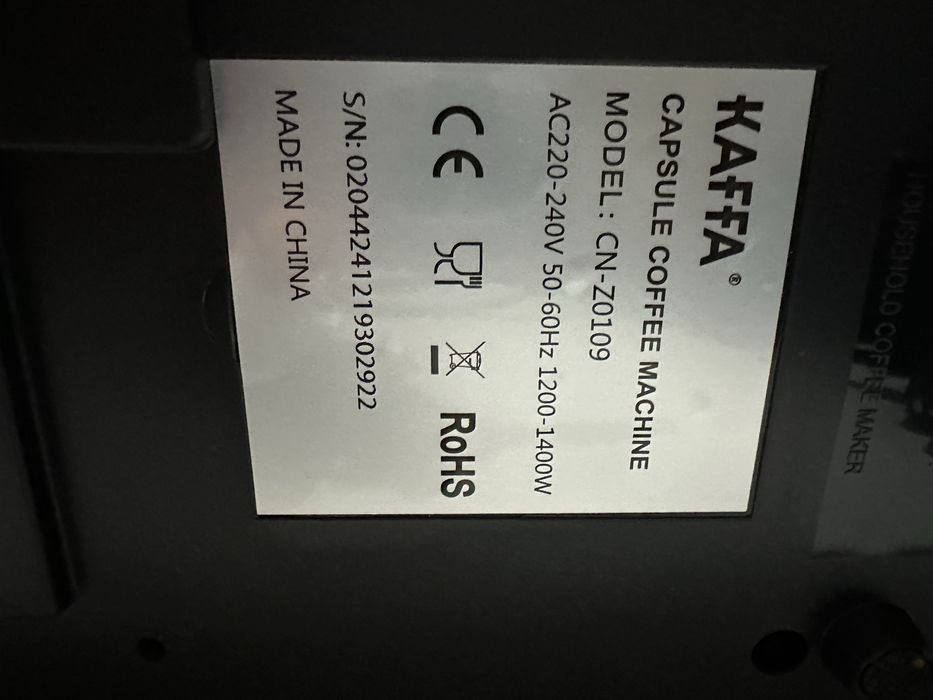 HOUSEHOLD COFFEE MAKER
KAFFA®
CAPSULE COFFEE MACHINE
MODEL: CN-Z0109
AC220-240V 50-60Hz 1200-1400W
CE RoHS
S/N: 02044241219302922
MADE IN CHINA